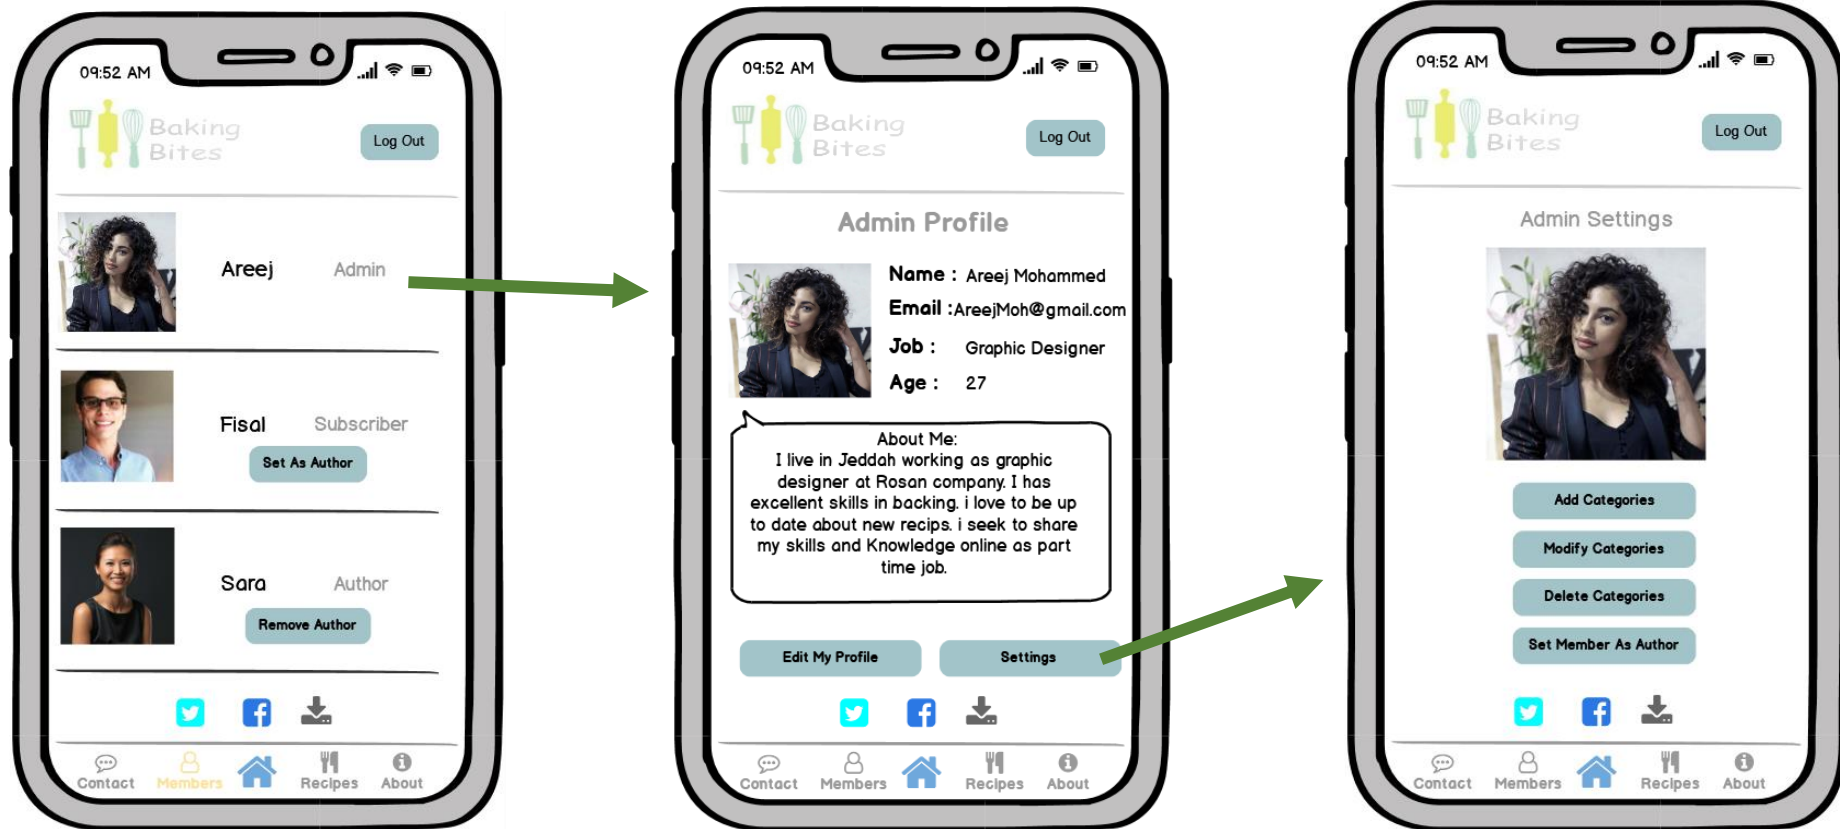 09:52 AM
Baking
Bites
Log Out
Areej Admin
Fisal Subscriber
Set As Author
Sara Author
Remove Author
Contact Members Recipes About
09:52 AM
Baking
Bites
Log Out
Admin Profile
Name : Areej Mohammed
Email :AreejMoh@gmail.com
Job : Graphic Designer
Age : 27
About Me:
I live in Jeddah working as graphic
designer at Rosan company. I has
excellent skills in backing. i love to be up
to date about new recips. i seek to share
my skills and Knowledge online as part
time job.
Edit My Profile Settings
Contact Members Recipes About
09:52 AM
Baking
Bites
Log Out
Admin Settings
Add Categories
Modify Categories
Delete Categories
Set Member As Author
Contact Members Recipes About